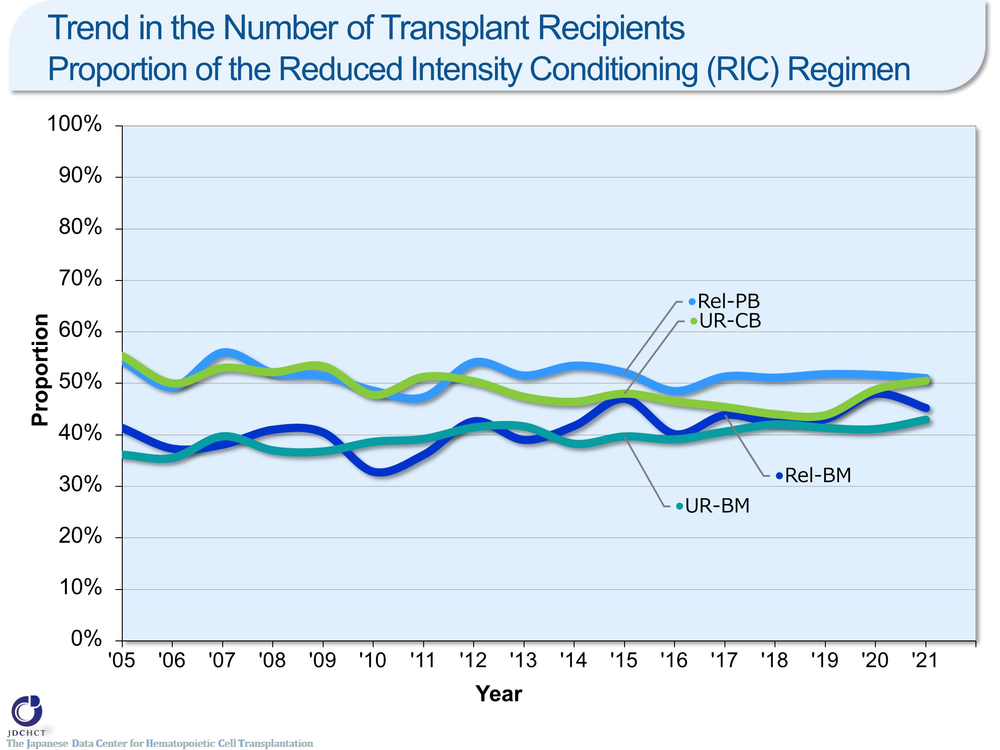 Trend in the Number of Transplant Recipients
Proportion of the Reduced Intensity Conditioning (RIC) Regimen
100%
90%
80%
70%
60%
50%
40%
30%
20%
10%
0%
Proportion
Rel-PB
UR-CB
Rel-BM
UR-BM
'05 '06 '07 '08 '09 '10 '11 '12 '13 '14 '15 '16 '17 '18 '19 '20 '21
Year
JDCHCT
The Japanese Data Center for Hematopoietic Cell Transplantation